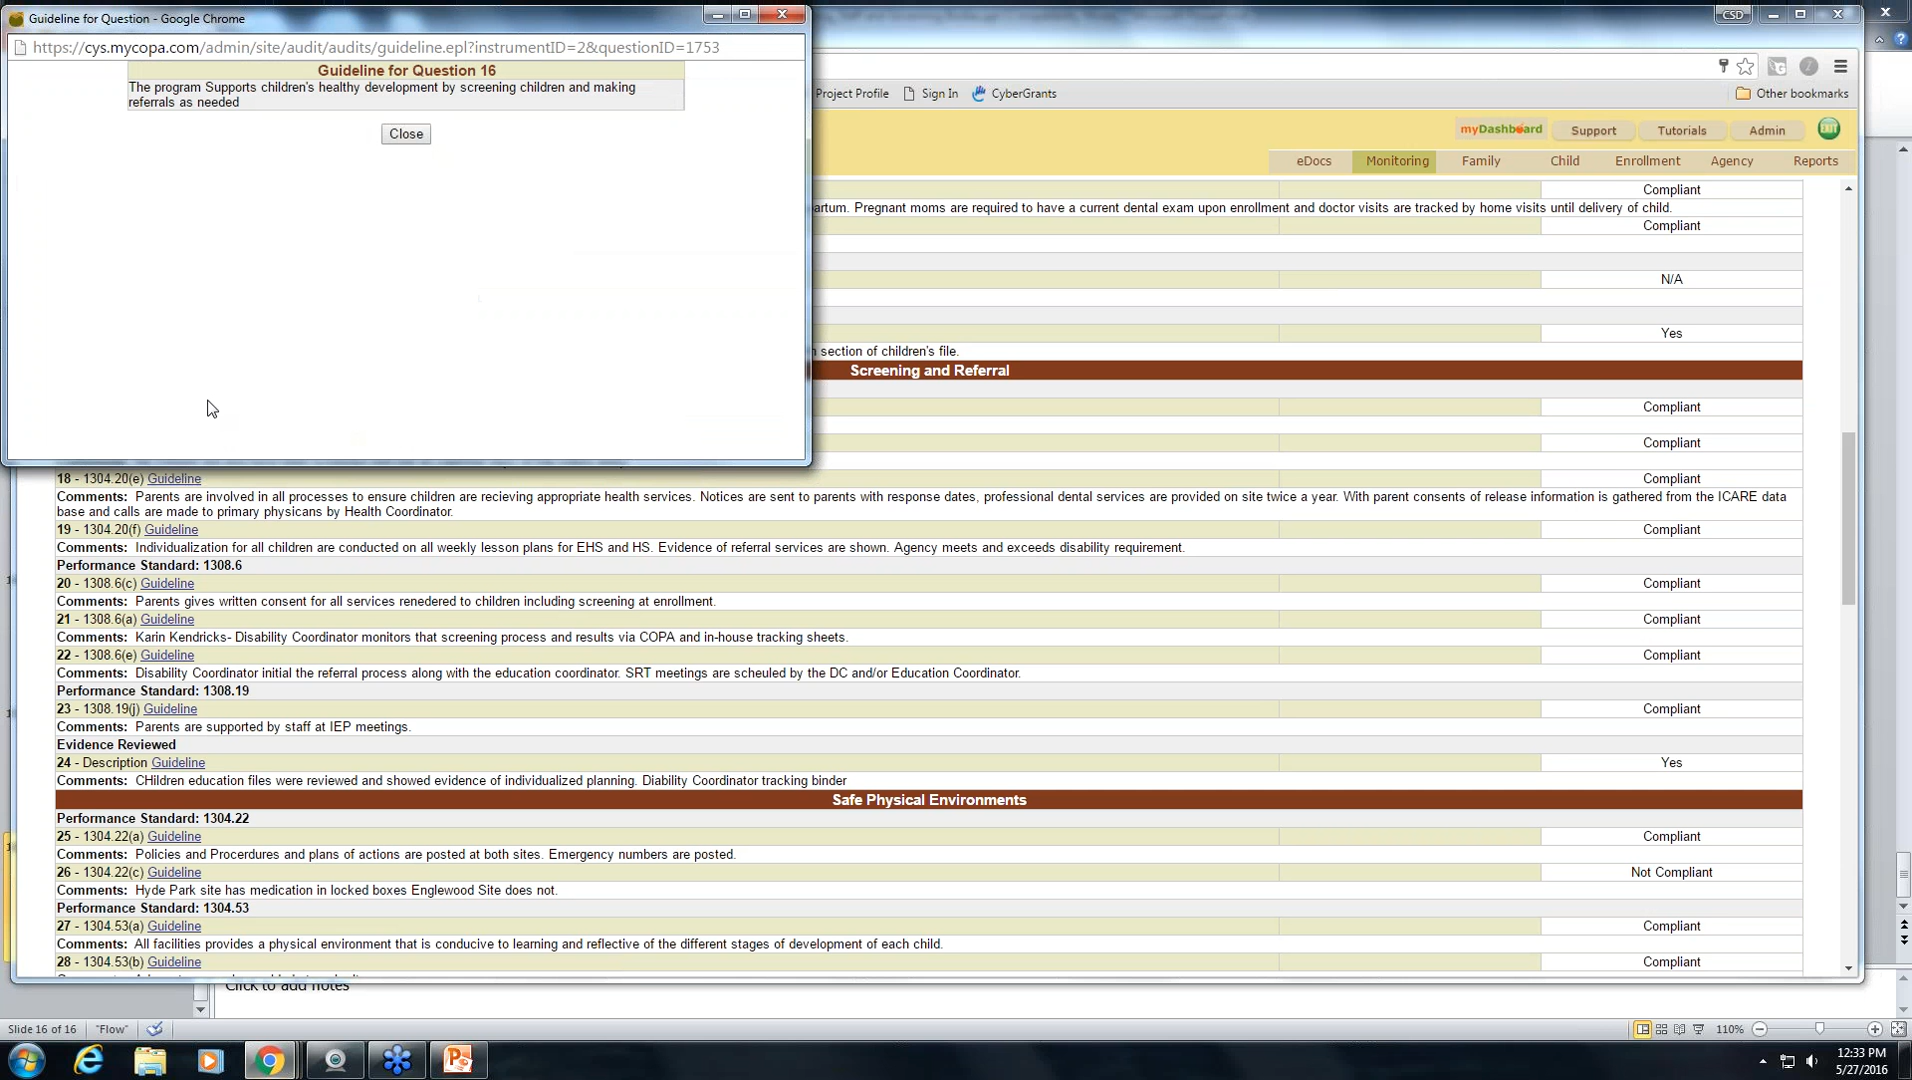 Guideline for Question - Google Chrome
CSD
https://cys.mycopa.com/admin/site/audit/audits/guideline.epl?instrumentID=2&questionID=1753
Guideline for Question 16
The program Supports children's healthy development by screening children and making
referrals as needed
Close
Project Profile
Sign In
CyberGrants
Other bookmarks
myDashboard
Support
Tutorials
Admin
EXIT
eDocs
Monitoring
Family
Child
Enrollment
Agency
Reports
Compliant
artum. Pregnant moms are required to have a current dental exam upon enrollment and doctor visits are tracked by home visits until delivery of child.
Compliant
N/A
Yes
section of children's file.
Screening and Referral
Compliant
Compliant
18 - 1304.20(e) Guideline Compliant
Comments: Parents are involved in all processes to ensure children are recieving appropriate health services. Notices are sent to parents with response dates, professional dental services are provided on site twice a year. With parent consents of release information is gathered from the ICARE data
base and calls are made to primary physicans by Health Coordinator.
19 - 1304.20(f) Guideline Compliant
Comments: Individualization for all children are conducted on all weekly lesson plans for EHS and HS. Evidence of referral services are shown. Agency meets and exceeds disability requirement.
Performance Standard: 1308.6
20 - 1308.6(c) Guideline Compliant
Comments: Parents gives written consent for all services renedered to children including screening at enrollment.
21 - 1308.6(a) Guideline Compliant
Comments: Karin Kendricks- Disability Coordinator monitors that screening process and results via COPA and in-house tracking sheets.
22 - 1308.6(e) Guideline Compliant
Comments: Disability Coordinator initial the referral process along with the education coordinator. SRT meetings are scheuled by the DC and/or Education Coordinator.
Performance Standard: 1308.19
23 - 1308.19(j) Guideline Compliant
Comments: Parents are supported by staff at IEP meetings.
Evidence Reviewed
24 - Description Guideline Yes
Comments: CHildren education files were reviewed and showed evidence of individualized planning. Diability Coordinator tracking binder
Safe Physical Environments
Performance Standard: 1304.22
25 - 1304.22(a) Guideline Compliant
Comments: Policies and Procedures and plans of actions are posted at both sites. Emergency numbers are posted.
26 - 1304.22(c) Guideline Not Compliant
Comments: Hyde Park site has medication in locked boxes Englewood Site does not.
Performance Standard: 1304.53
27 - 1304.53(a) Guideline Compliant
Comments: All facilities provides a physical environment that is conducive to learning and reflective of the different stages of development of each child.
28 - 1304.53(b) Guideline Compliant
Click to add notes
Slide 16 of 16
"Flow"
110%
12:33 PM
5/27/2016